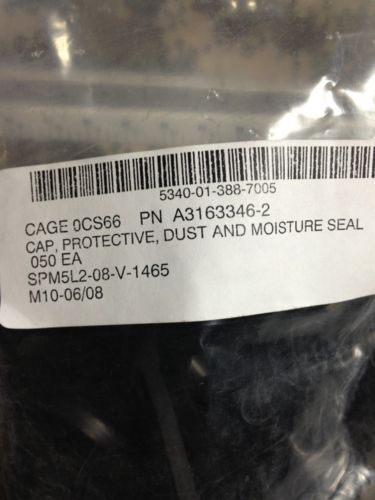 5340-01-388-7005
CAGE 0CS66 PN A3163346-2
CAP, PROTECTIVE, DUST AND MOISTURE SEAL
050 EA
SPM5L2-08-V-1465
M10-06/08